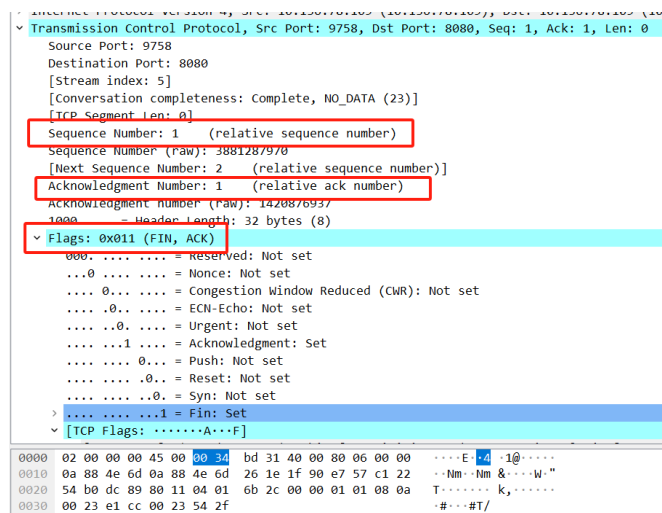 Transmission Control Protocol, Src Port: 9758, Dst Port: 8080, Seq: 1, Ack: 1, Len: 0
Source Port: 9758
Destination Port: 8080
[Stream index: 5]
[Conversation completeness: Complete, NO_DATA (23)]
[TCP Segment Len: 0]
Sequence Number: 1    (relative sequence number)
Sequence Number (raw): 3881287970
[Next Sequence Number: 2    (relative sequence number)]
Acknowledgment Number: 1    (relative ack number)
Acknowledgment number (raw): 1420876937
1000 .... = Header Length: 32 bytes (8)
Flags: 0x011 (FIN, ACK)
000. .... .... = Reserved: Not set
...0 .... .... = Nonce: Not set
.... 0... .... = Congestion Window Reduced (CWR): Not set
.... .0.. .... = ECN-Echo: Not set
.... ..0. .... = Urgent: Not set
.... ...1 .... = Acknowledgment: Set
.... .... 0... = Push: Not set
.... .... .0.. = Reset: Not set
.... .... ..0. = Syn: Not set
.... .... ...1 = Fin: Set
[TCP Flags: ·······A···F]
0000 02 00 00 00 45 00 00 34 bd 31 40 00 80 06 00 00 ····E··4 ·1@·····
0010 0a 88 4e 6d 0a 88 4e 6d 26 1e 1f 90 e7 57 c1 22 ··Nm··Nm &····W·"
0020 54 b0 dc 89 80 11 04 01 6b 2c 00 00 01 01 08 0a T······· k,······
0030 00 23 e1 cc 00 23 54 2f ·#···#T/